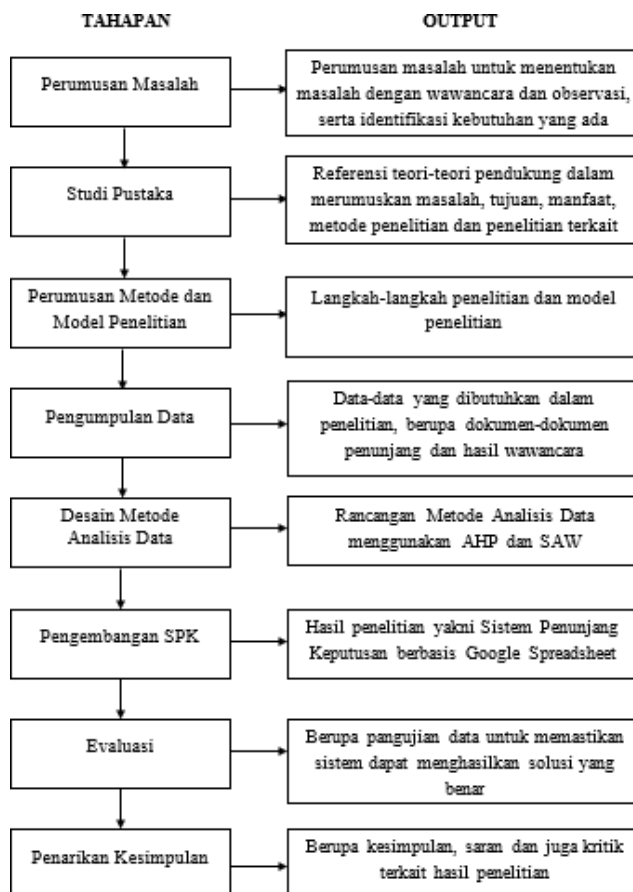 TAHAPAN
OUTPUT
Perumusan Masalah
Perumusan masalah untuk menentukan
masalah dengan wawancara dan observasi,
serta identifikasi kebutuhan yang ada
Studi Pustaka
Referensi teori-teori pendukung dalam
merumuskan masalah, tujuan, manfaat,
metode penelitian dan penelitian terkait
Perumusan Metode dan
Model Penelitian
Langkah-langkah penelitian dan model
penelitian
Pengumpulan Data
Data-data yang dibutuhkan dalam
penelitian, berupa dokumen-dokumen
penunjang dan hasil wawancara
Desain Metode
Analisis Data
Rancangan Metode Analisis Data
menggunakan AHP dan SAW
Pengembangan SPK
Hasil penelitian yakni Sistem Penunjang
Keputusan berbasis Google Spreadsheet
Evaluasi
Berupa pangujian data untuk memastikan
sistem dapat menghasilkan solusi yang
benar
Penarikan Kesimpulan
Berupa kesimpulan, saran dan juga kritik
terkait hasil penelitian